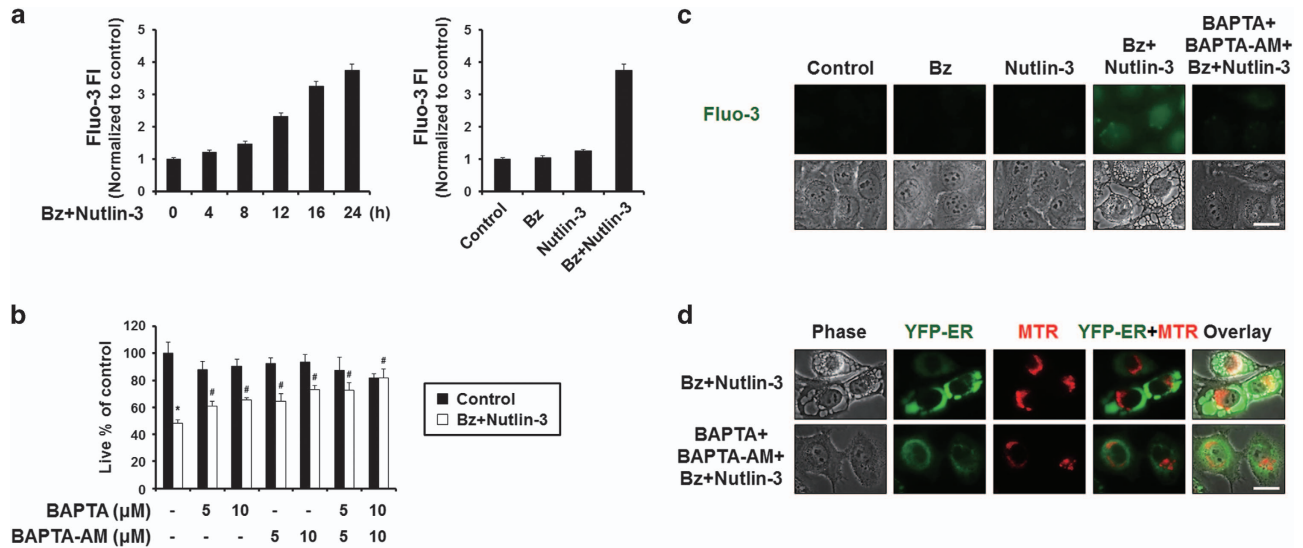 a
Fluo-3 FI
(Normalized to control)
5
4
3
2
1
0
Bz+Nutlin-3 0 4 8 12 16 24 (h)
Fluo-3 FI
(Normalized to control)
5
4
3
2
1
0
Control
Bz
Nutlin-3
Bz+Nutlin-3
b
Live % of control
120
100
80
60
40
20
0
* # # # # # #
BAPTA (μM) - 5 10 - - 5 10
BAPTA-AM (μM) - - - 5 10 5 10
Control
Bz+Nutlin-3
c
Control
Bz
Nutlin-3
Bz+
Nutlin-3
BAPTA+
BAPTA-AM+
Bz+Nutlin-3
Fluo-3
d
Phase YFP-ER MTR YFP-ER+MTR Overlay
Bz+Nutlin-3
BAPTA+
BAPTA-AM+
Bz+Nutlin-3